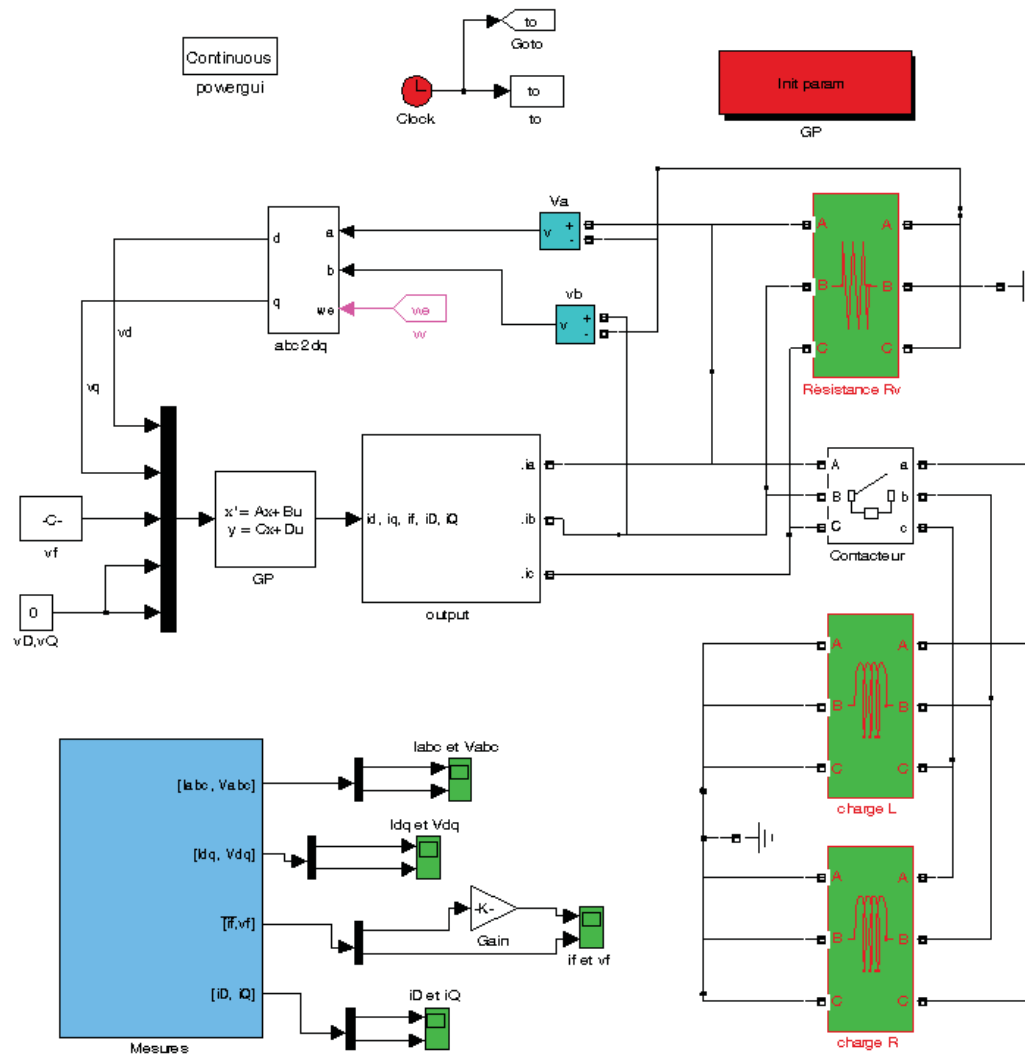 to
Goto
Continuous
powergui
Clock
to
to
Init param
GP
d
q
a
b
we
abc2dq
we
w
Va
v
+
-
vb
v
+
-
A
B
C
A
B
C
Résistance Rv
vd
vq
-C-
vf
0
vD,vQ
x' = Ax+Bu
y = Cx+Du
GP
id, iq, if, iD, iQ
.ia
.ib
.ic
output
A
B
C
a
b
c
Contacteur
A
B
C
A
B
C
charge L
A
B
C
A
B
C
charge R
[Iabc, Vabc]
[Idq, Vdq]
[if,vf]
[iD, iQ]
Mesures
Iabc et Vabc
Idq et Vdq
-K-
Gain
if et vf
iD et iQ